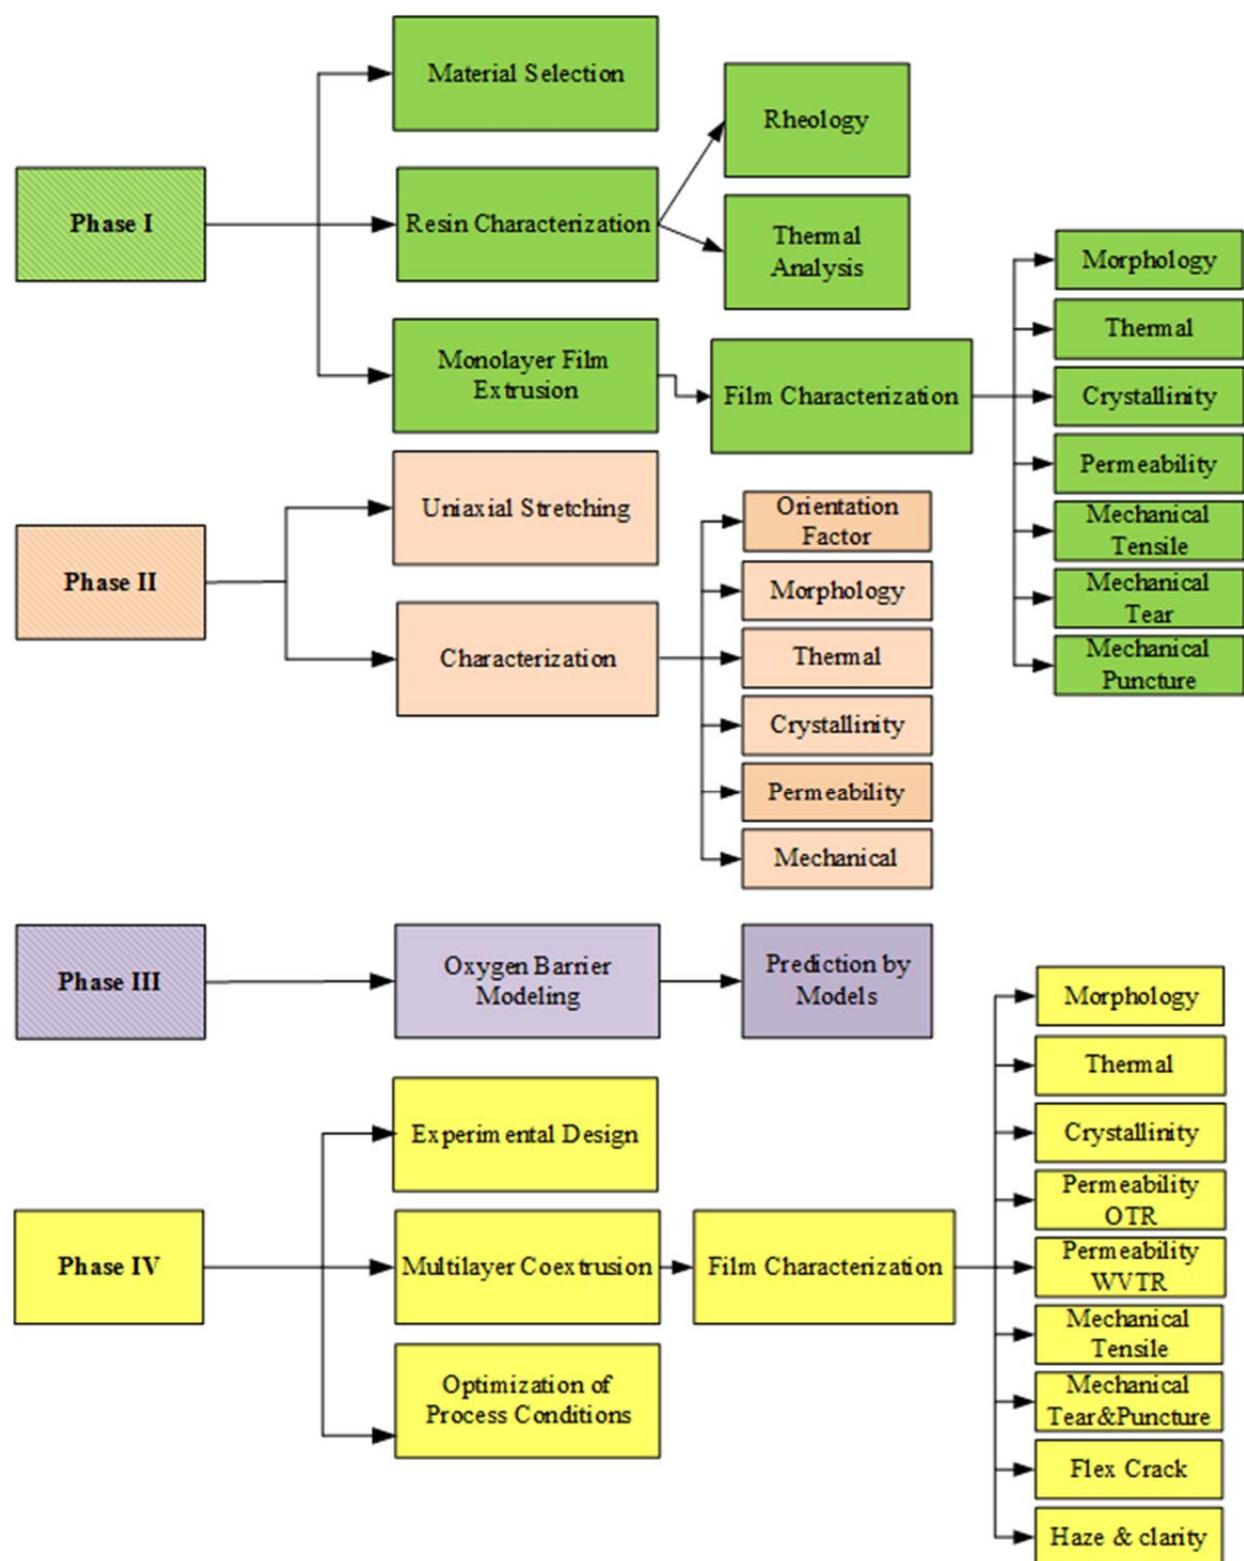 Phase I
Material Selection
Resin Characterization
Rheology
Thermal
Analysis
Monolayer Film
Extrusion
Film Characterization
Morphology
Thermal
Crystallinity
Permeability
Mechanical
Tensile
Mechanical
Tear
Mechanical
Puncture
Phase II
Uniaxial Stretching
Characterization
Orientation
Factor
Morphology
Thermal
Crystallinity
Permeability
Mechanical
Phase III
Oxygen Barrier
Modeling
Prediction by
Models
Phase IV
Experimental Design
Multilayer Coextrusion
Optimization of
Process Conditions
Film Characterization
Morphology
Thermal
Crystallinity
Permeability
OTR
Permeability
WVTR
Mechanical
Tensile
Mechanical
Tear&Puncture
Flex Crack
Haze & clarity